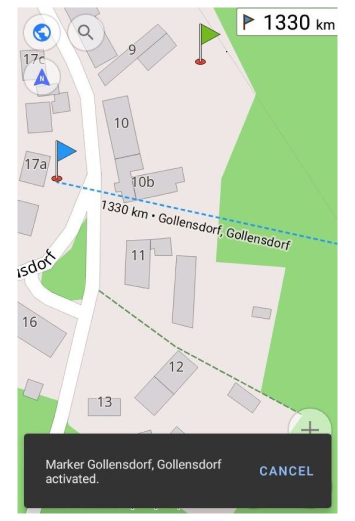 1330 km
17c
9
N
10
17a
10b
1330 km • Gollensdorf, Gollensdorf
11
nsdorf
16
12
13
Marker Gollensdorf, Gollensdorf
activated.
CANCEL